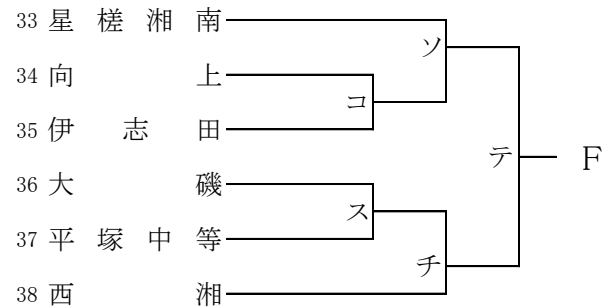 33 星槎湘南
ソ
34 向上
コ
35 伊志田
テ F
36 大磯
ス
37 平塚中等
チ
38 西湘